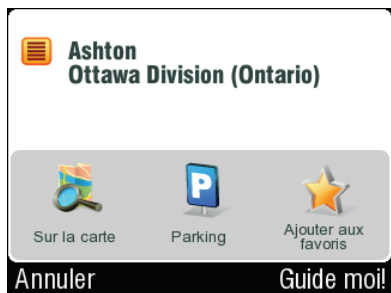 Ashton
Ottawa Division (Ontario)
P
Sur la carte
Parking
Ajouter aux
favoris
Annuler
Guide moi!